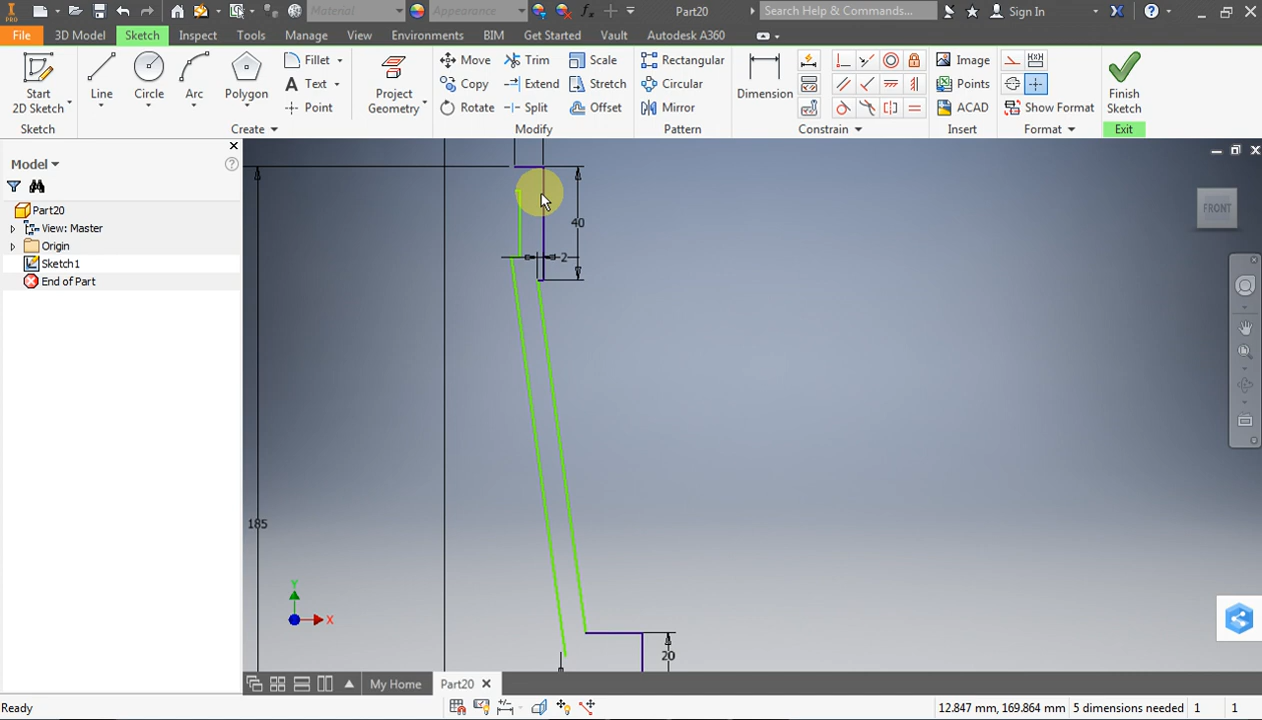 PRO Material Appearance fx Part20 Search Help & Commands... Sign In
File 3D Model Sketch Inspect Tools Manage View Environments BIM Get Started Vault Autodesk A360
Start 2D Sketch Line Circle Arc Polygon Fillet Text Point Project Geometry Move Copy Rotate Trim Extend Split Scale Stretch Offset Rectangular Circular Mirror Dimension Image Points ACAD Show Format Finish Sketch
Sketch Create Modify Pattern Constrain Insert Format Exit
Model
Part20
View: Master
Origin
Sketch1
End of Part
FRONT
40
2
185
20
Y
X
My Home Part20
Ready 12.847 mm, 169.864 mm 5 dimensions needed 1 1